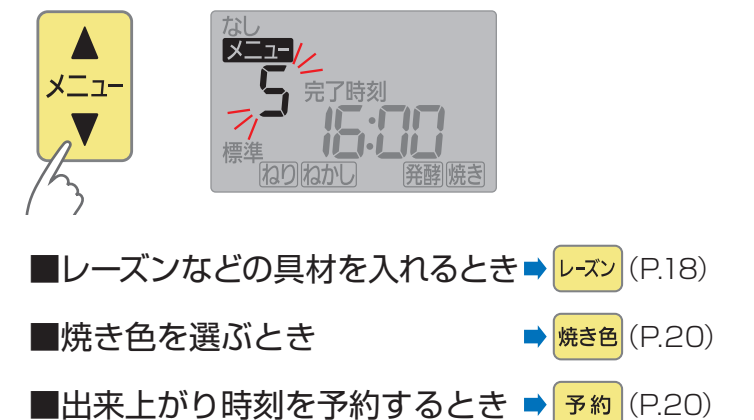 ▲
メニュー
▼
なし
メニュー
5
完了時刻
16:00
標準
ねり ねかし 発酵 焼き
■レーズンなどの具材を入れるとき➡レーズン(P.18)
■焼き色を選ぶとき➡焼き色(P.20)
■出来上がり時刻を予約するとき➡予約(P.20)